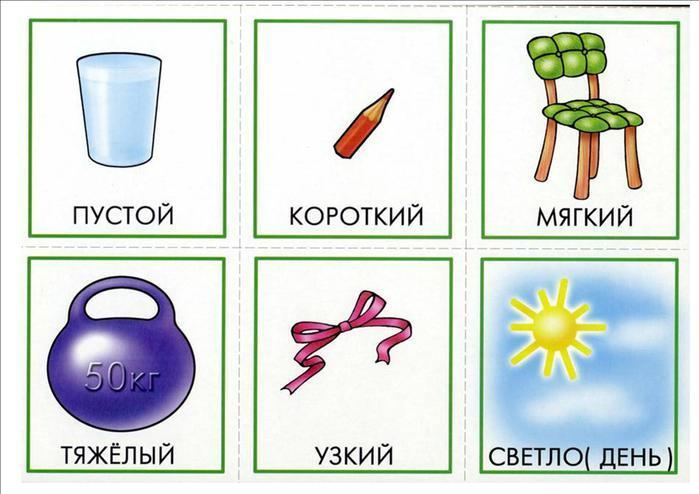 ПУСТОЙ
КОРОТКИЙ
МЯГКИЙ
50кг
ТЯЖЁЛЫЙ
УЗКИЙ
СВЕТЛО( ДЕНЬ )